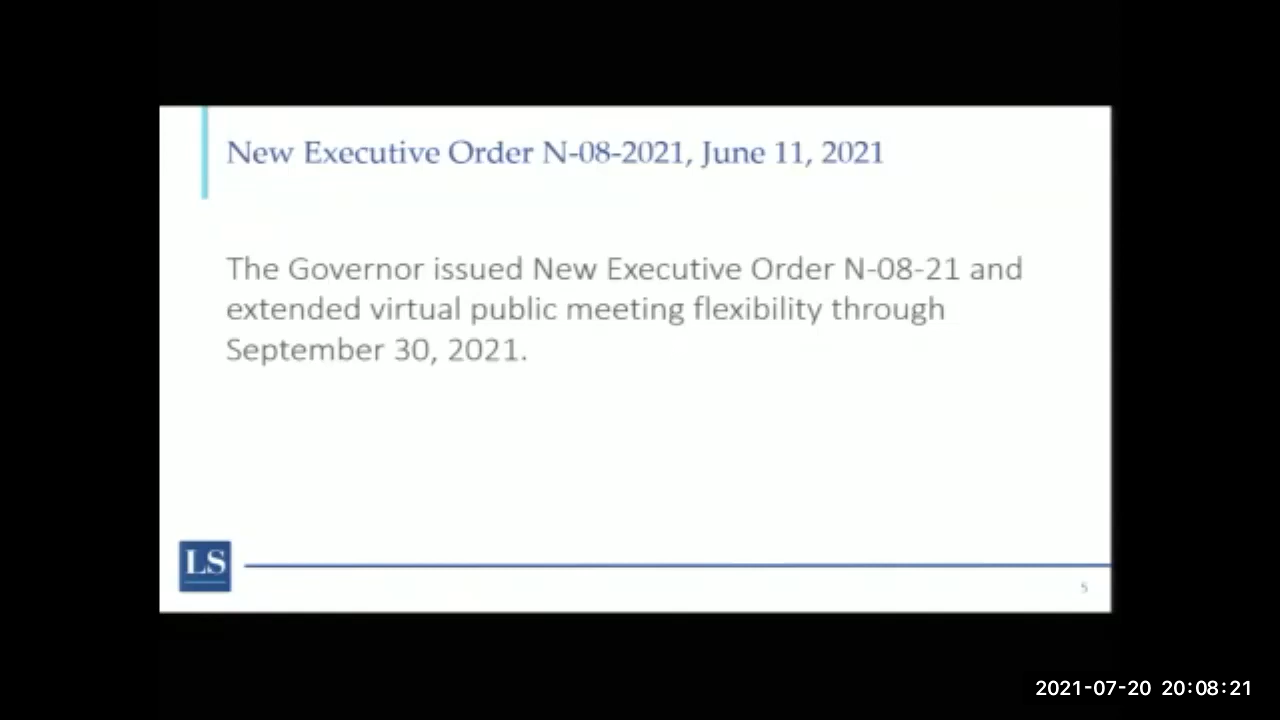 New Executive Order N-08-2021, June 11, 2021
The Governor issued New Executive Order N-08-21 and
extended virtual public meeting flexibility through
September 30, 2021.
LS
5
2021-07-20 20:08:21